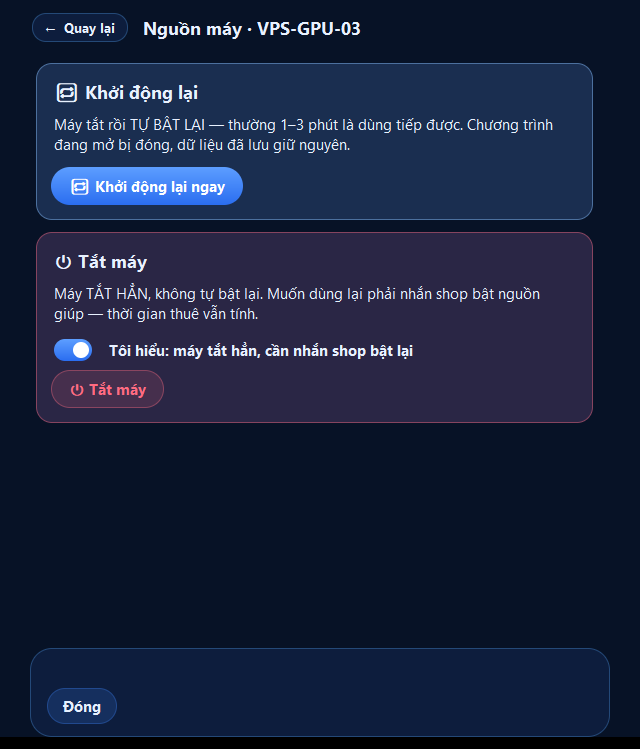 ← Quay lại
Nguồn máy · VPS-GPU-03
Khởi động lại
Máy tắt rồi TỰ BẬT LẠI — thường 1–3 phút là dùng tiếp được. Chương trình
đang mở bị đóng, dữ liệu đã lưu giữ nguyên.
Khởi động lại ngay
Tắt máy
Máy TẮT HẲN, không tự bật lại. Muốn dùng lại phải nhắn shop bật nguồn
giúp — thời gian thuê vẫn tính.
Tôi hiểu: máy tắt hẳn, cần nhắn shop bật lại
Tắt máy
Đóng